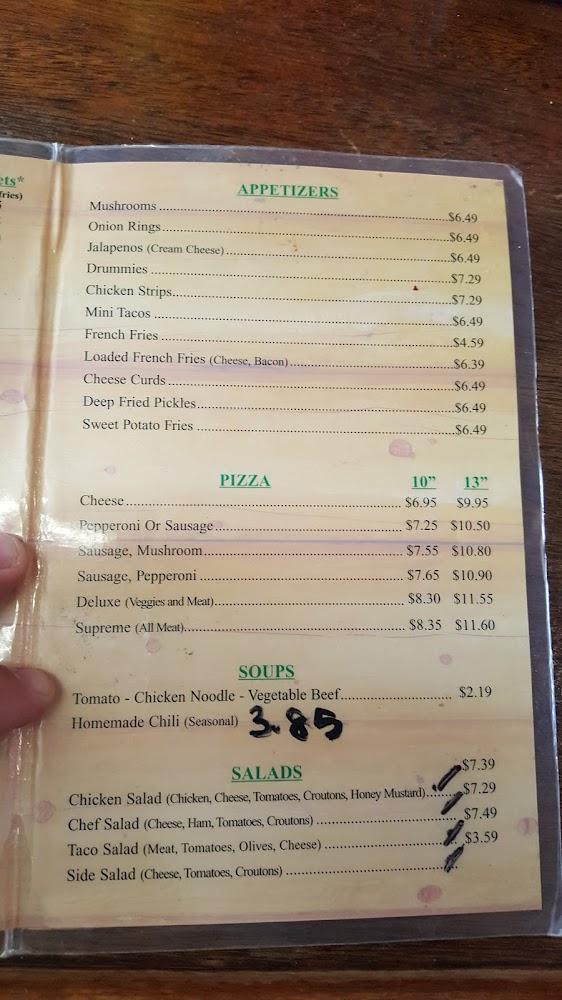 ets*
fries)
APPETIZERS
Mushrooms ........ $6.49
Onion Rings ........ $6.49
Jalapenos (Cream Cheese) ........ $6.49
Drummies ........ $7.29
Chicken Strips ........ $7.29
Mini Tacos ........ $6.49
French Fries ........ $4.59
Loaded French Fries (Cheese, Bacon) ........ $6.39
Cheese Curds ........ $6.49
Deep Fried Pickles ........ $6.49
Sweet Potato Fries ........ $6.49
PIZZA 10” 13”
Cheese ........ $6.95 $9.95
Pepperoni Or Sausage ........ $7.25 $10.50
Sausage, Mushroom ........ $7.55 $10.80
Sausage, Pepperoni ........ $7.65 $10.90
Deluxe (Veggies and Meat) ........ $8.30 $11.55
Supreme (All Meat) ........ $8.35 $11.60
SOUPS
Tomato - Chicken Noodle - Vegetable Beef ........ $2.19
Homemade Chili (Seasonal) 3.85
SALADS
Chicken Salad (Chicken, Cheese, Tomatoes, Croutons, Honey Mustard) ........ $7.39
Chef Salad (Cheese, Ham, Tomatoes, Croutons) ........ $7.29
Taco Salad (Meat, Tomatoes, Olives, Cheese) ........ $7.49
Side Salad (Cheese, Tomatoes, Croutons) ........ $3.59